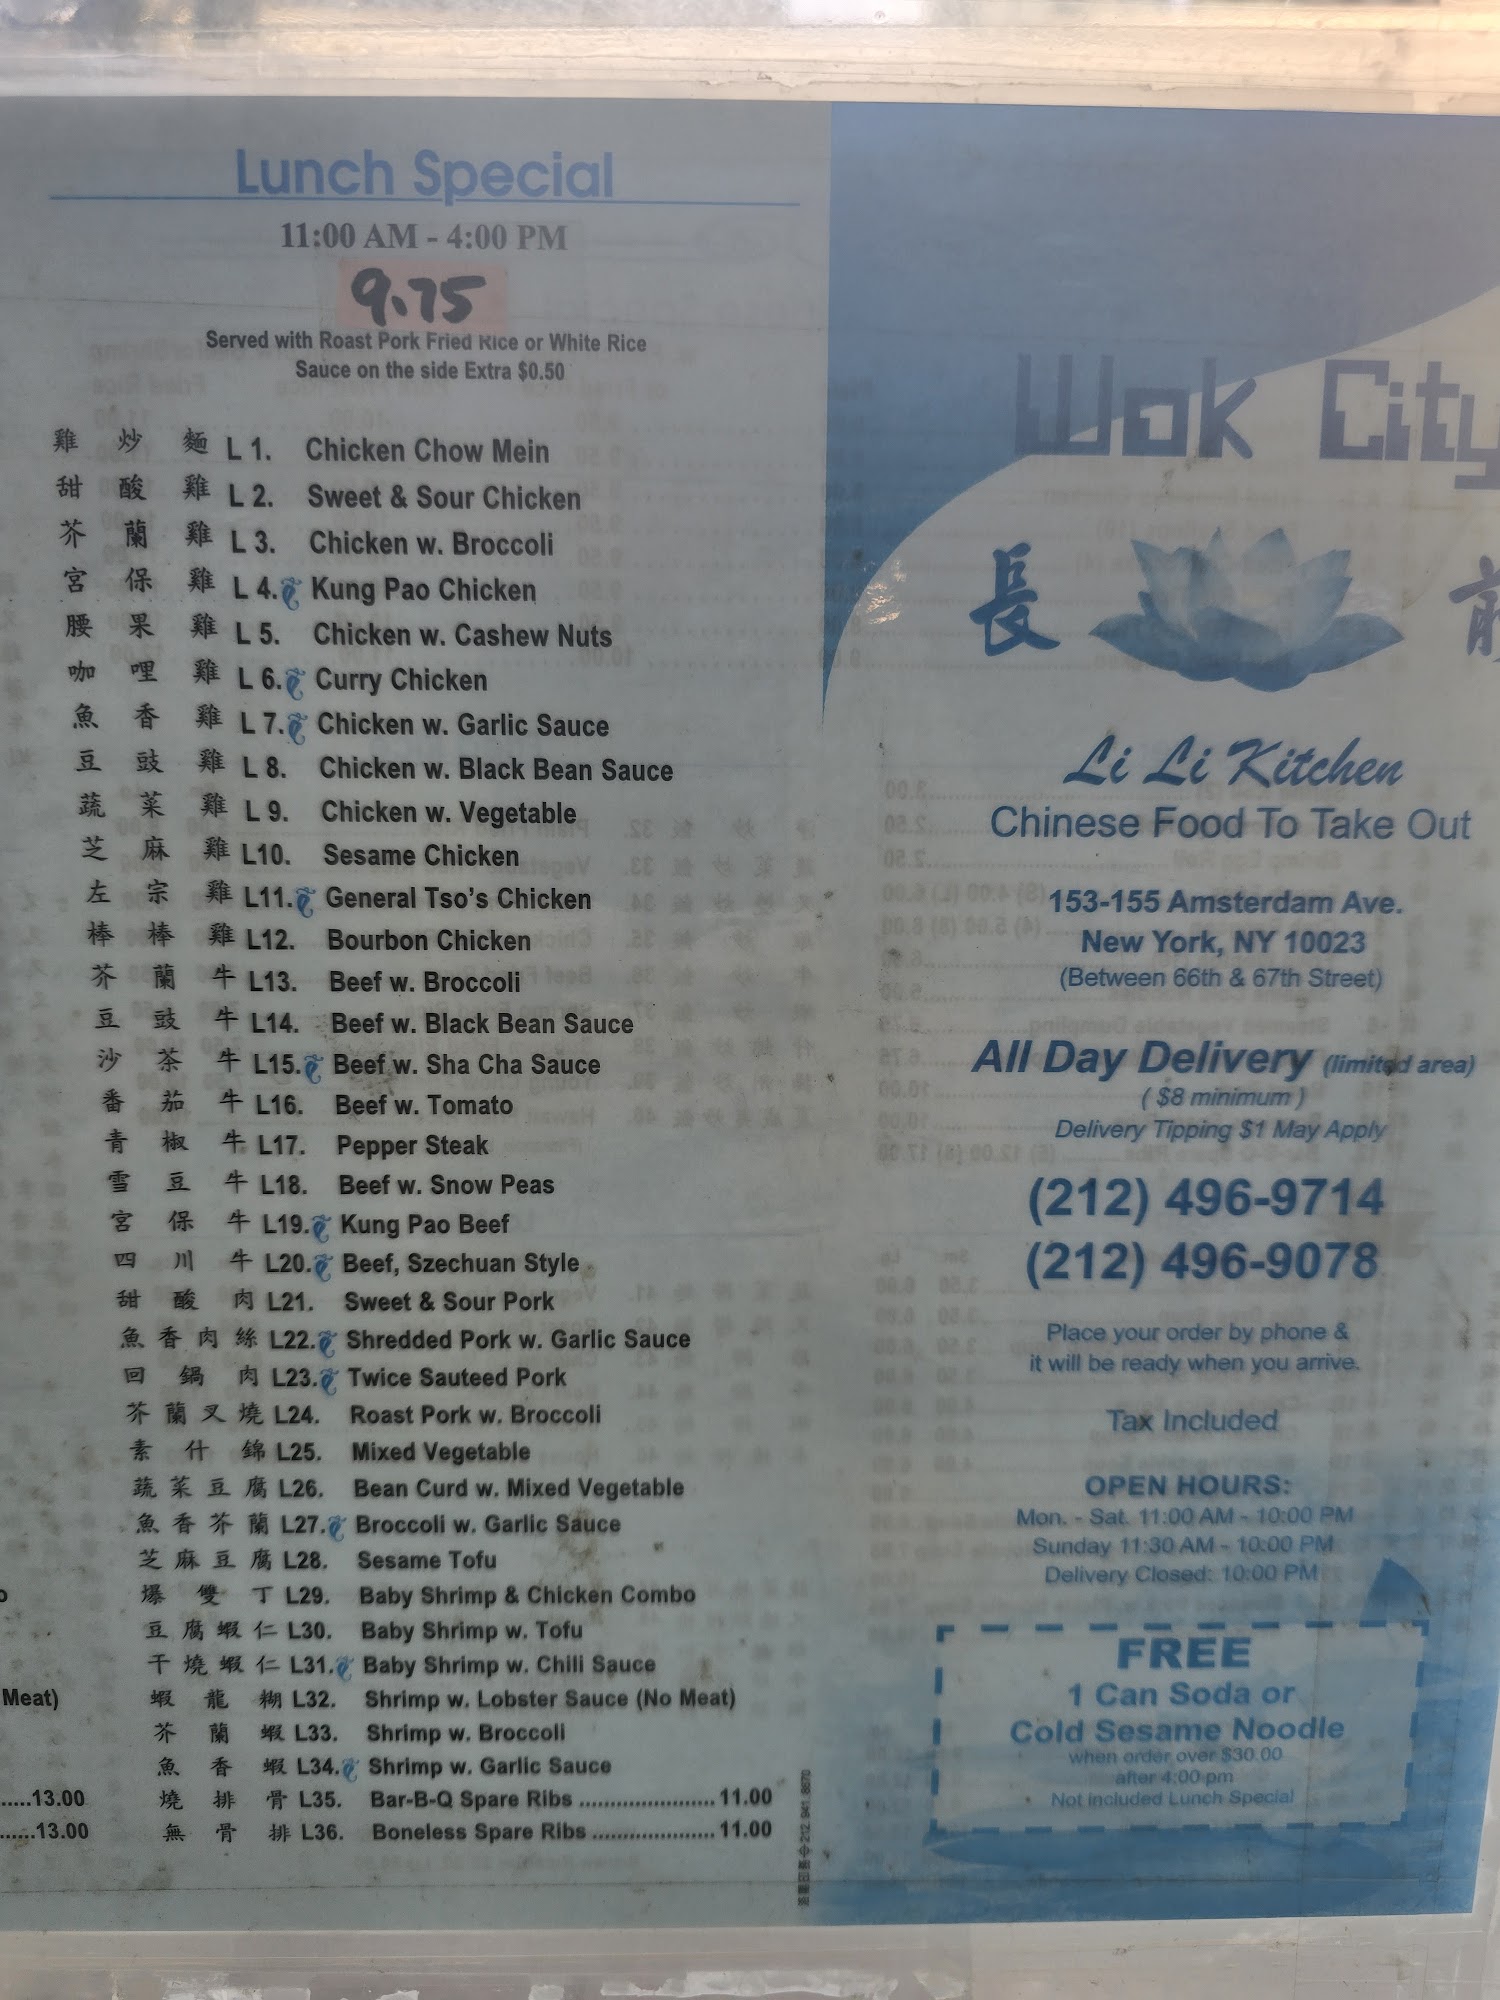 Lunch Special
11:00 AM - 4:00 PM
9.75
Served with Roast Pork Fried Rice or White Rice
Sauce on the side Extra $0.50
雞炒麵 L 1. Chicken Chow Mein
甜酸雞 L 2. Sweet & Sour Chicken
芥蘭雞 L 3. Chicken w. Broccoli
宮保雞 L 4. Kung Pao Chicken
腰果雞 L 5. Chicken w. Cashew Nuts
咖哩雞 L 6. Curry Chicken
魚香雞 L 7. Chicken w. Garlic Sauce
豆豉雞 L 8. Chicken w. Black Bean Sauce
蔬菜雞 L 9. Chicken w. Vegetable
芝麻雞 L10. Sesame Chicken
左宗雞 L11. General Tso's Chicken
棒棒雞 L12. Bourbon Chicken
芥蘭牛 L13. Beef w. Broccoli
豆豉牛 L14. Beef w. Black Bean Sauce
沙茶牛 L15. Beef w. Sha Cha Sauce
番茄牛 L16. Beef w. Tomato
青椒牛 L17. Pepper Steak
雪豆牛 L18. Beef w. Snow Peas
宮保牛 L19. Kung Pao Beef
四川牛 L20. Beef, Szechuan Style
甜酸肉 L21. Sweet & Sour Pork
魚香肉絲 L22. Shredded Pork w. Garlic Sauce
回鍋肉 L23. Twice Sauteed Pork
芥蘭叉燒 L24. Roast Pork w. Broccoli
素什錦 L25. Mixed Vegetable
蔬菜豆腐 L26. Bean Curd w. Mixed Vegetable
魚香芥蘭 L27. Broccoli w. Garlic Sauce
芝麻豆腐 L28. Sesame Tofu
爆雙丁 L29. Baby Shrimp & Chicken Combo
豆腐蝦仁 L30. Baby Shrimp w. Tofu
干燒蝦仁 L31. Baby Shrimp w. Chili Sauce
蝦龍糊 L32. Shrimp w. Lobster Sauce (No Meat)
芥蘭蝦 L33. Shrimp w. Broccoli
魚香蝦 L34. Shrimp w. Garlic Sauce
燒排骨 L35. Bar-B-Q Spare Ribs ....................... 11.00
無骨排 L36. Boneless Spare Ribs ..................... 11.00
Meat)
.....13.00
......13.00
Wok City
長
Li Li Kitchen
Chinese Food To Take Out
153-155 Amsterdam Ave.
New York, NY 10023
(Between 66th & 67th Street)
All Day Delivery (limited area)
( $8 minimum )
Delivery Tipping $1 May Apply
(212) 496-9714
(212) 496-9078
Place your order by phone &
it will be ready when you arrive.
Tax Included
OPEN HOURS:
Mon. - Sat. 11:00 AM - 10:00 PM
Sunday 11:30 AM - 10:00 PM
Delivery Closed: 10:00 PM
FREE
1 Can Soda or
Cold Sesame Noodle
when order over $30.00
after 4:00 pm
Not included Lunch Special